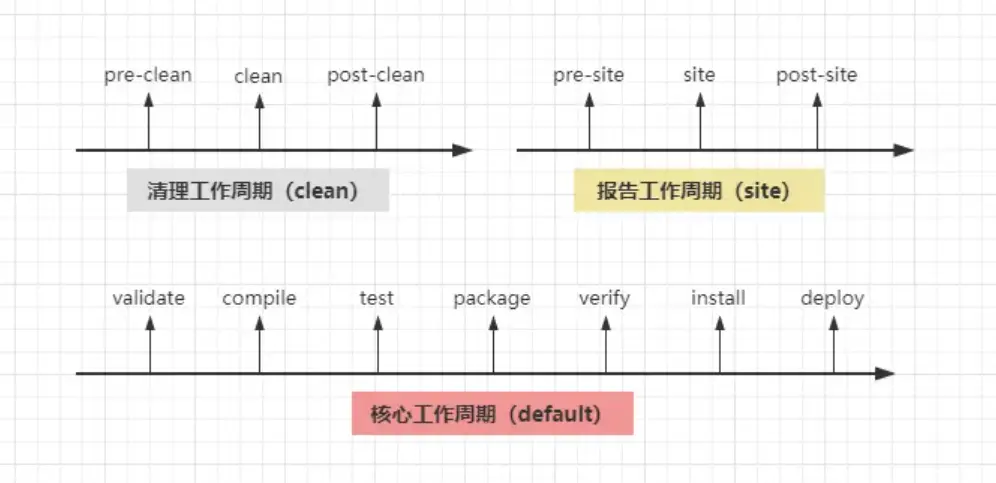 pre-clean clean post-clean
清理工作周期（clean）
pre-site site post-site
报告工作周期（site）
validate compile test package verify install deploy
核心工作周期（default）